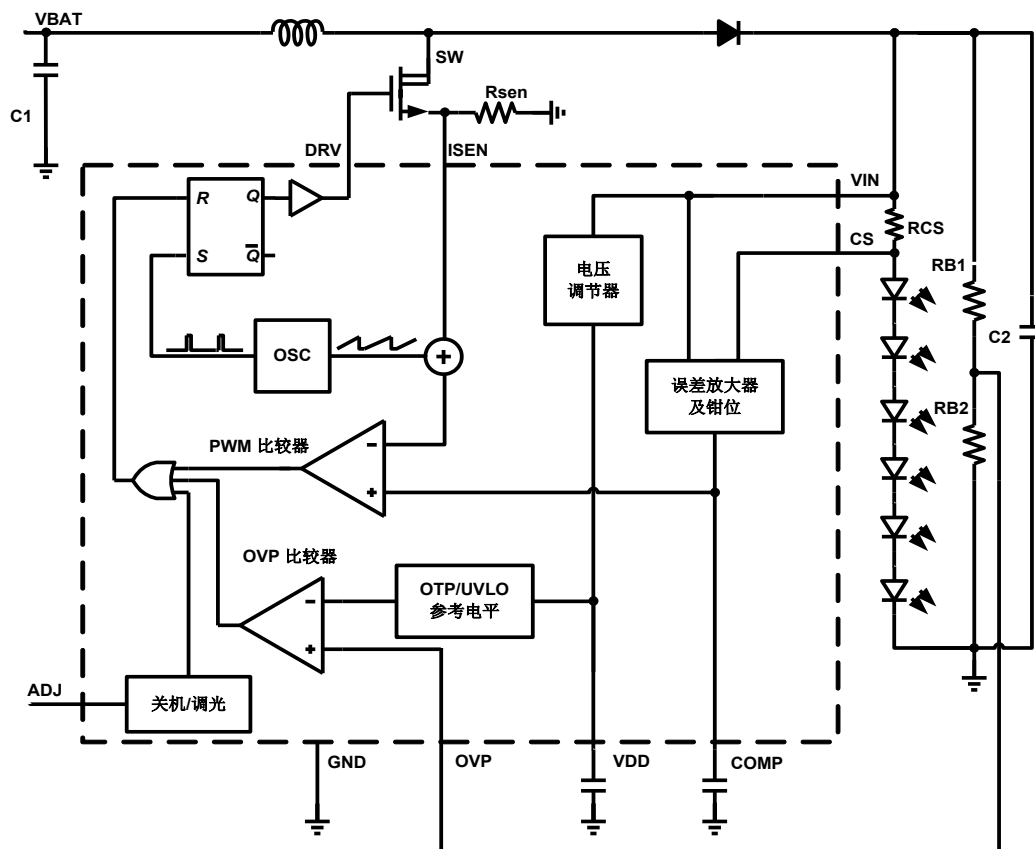 VBAT
SW
C1
Rsen
DRV
ISEN
R
Q
S
Q̅
VIN
RCS
CS
RB1
电压
调节器
OSC
+
C2
误差放大器
及钳位
RB2
PWM 比较器
-
+
OVP 比较器
-
+
OTP/UVLO
参考电平
ADJ
关机/调光
GND
OVP
VDD
COMP